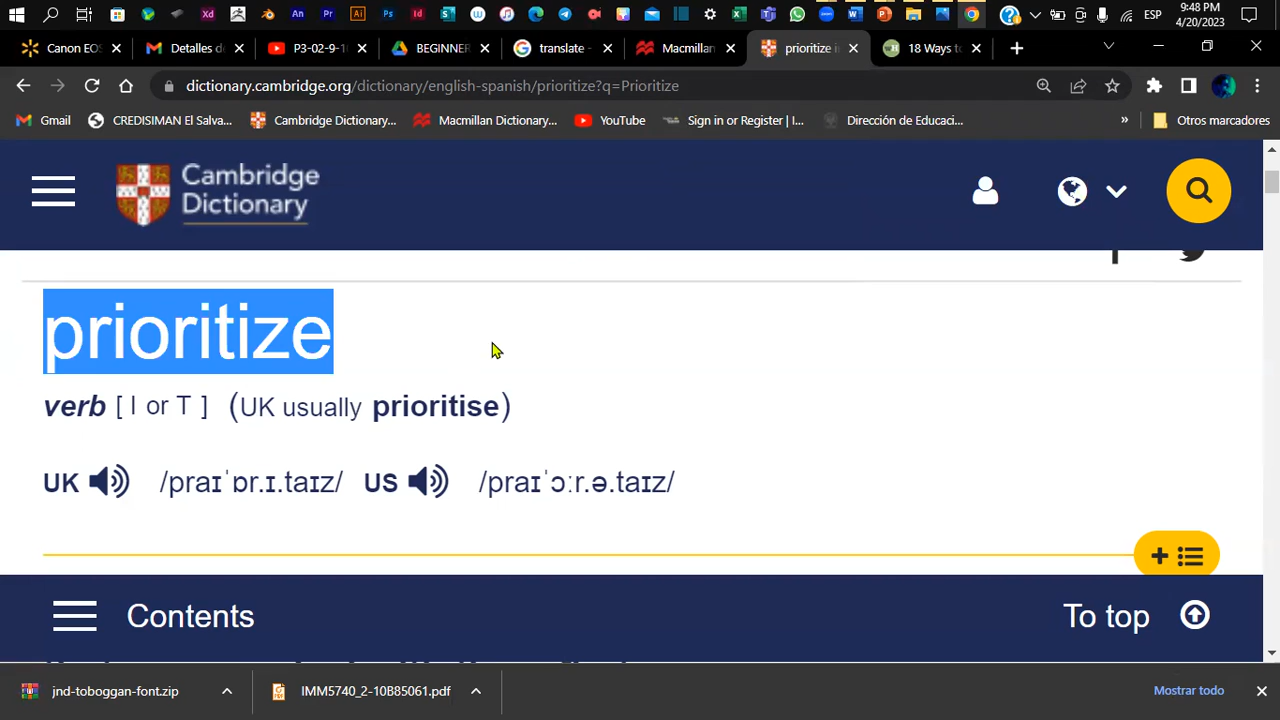 9:48 PM
ESP
4/20/2023
Canon EOS
Detalles de
P3-02-9-1
BEGINNER
translate -
Macmillan
prioritize i
18 Ways to
dictionary.cambridge.org/dictionary/english-spanish/prioritize?q=Prioritize
Gmail
CREDISIMAN El Salva...
Cambridge Dictionary...
Macmillan Dictionary...
YouTube
Sign in or Register | I...
Dirección de Educaci...
»
Otros marcadores
Cambridge
Dictionary
prioritize
verb [ I or T ] (UK usually prioritise)
UK /praɪˈɒr.ɪ.taɪz/ US /praɪˈɔːr.ə.taɪz/
Contents
To top
jnd-toboggan-font.zip
IMM5740_2-10B85061.pdf
Mostrar todo